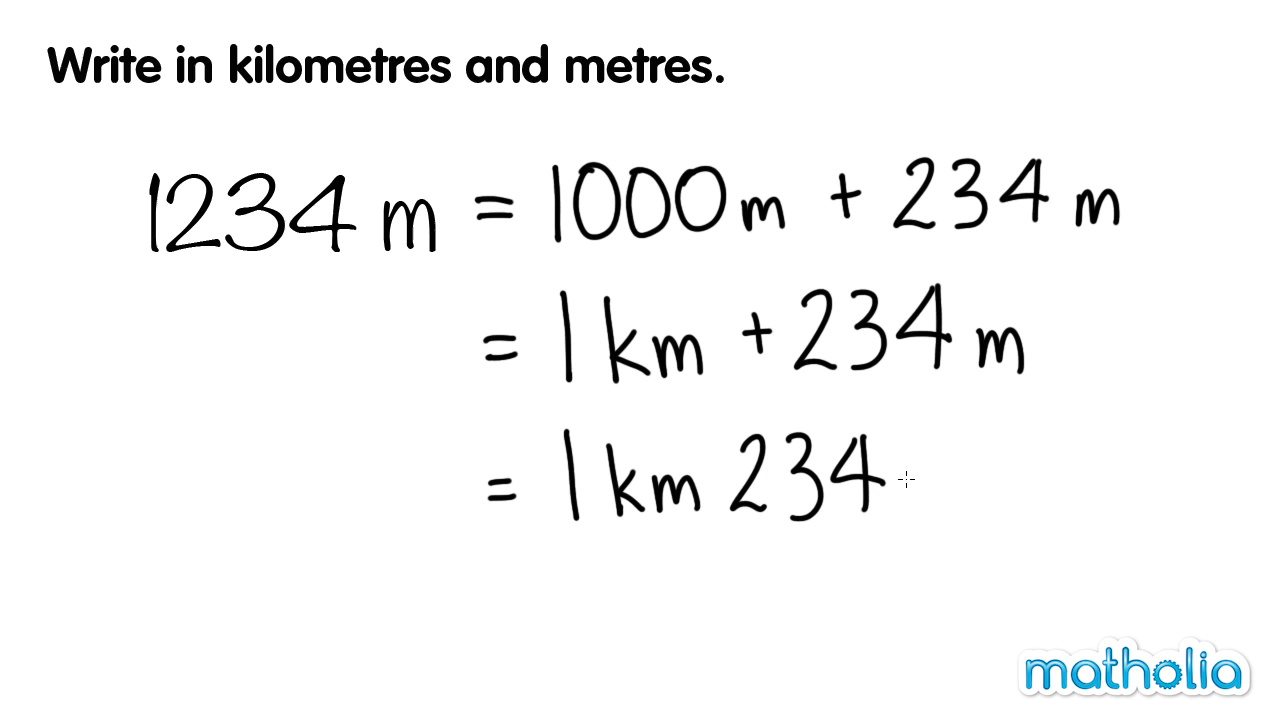 Write in kilometres and metres.
1234 m = 1000 m + 234 m
= 1 km + 234 m
= 1 km 234
matholia